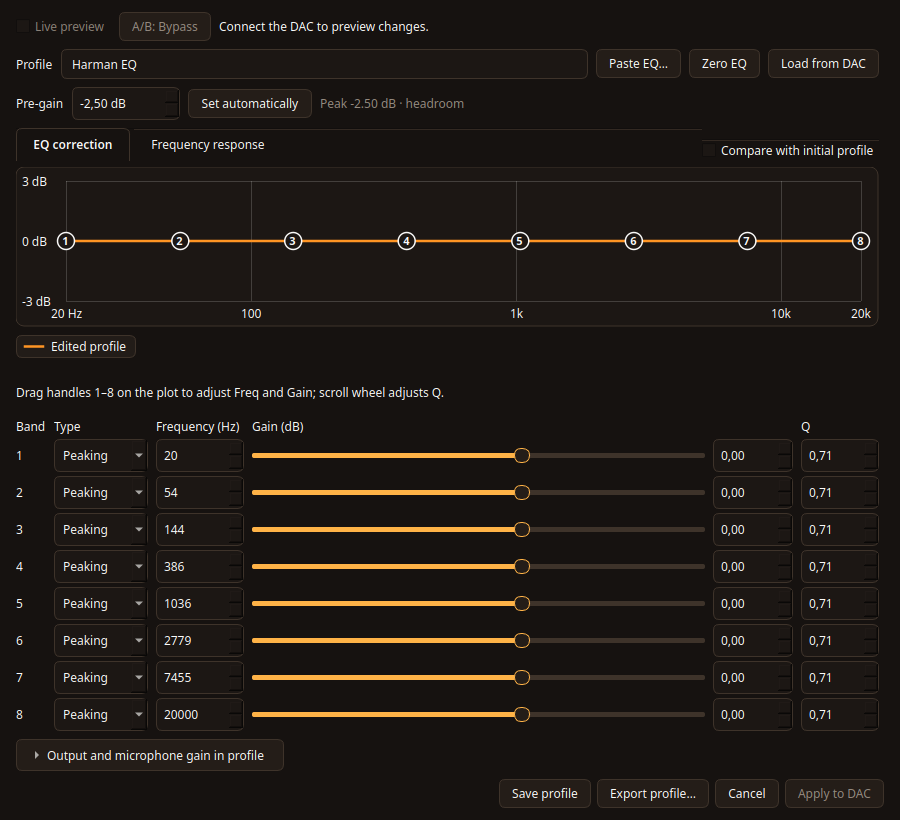 Live preview A/B: Bypass Connect the DAC to preview changes.
Profile Harman EQ Paste EQ... Zero EQ Load from DAC
Pre-gain -2,50 dB Set automatically Peak -2.50 dB · headroom
EQ correction Frequency response Compare with initial profile
3 dB
0 dB 1 2 3 4 5 6 7 8
-3 dB
20 Hz 100 1k 10k 20k
Edited profile
Drag handles 1–8 on the plot to adjust Freq and Gain; scroll wheel adjusts Q.
Band Type Frequency (Hz) Gain (dB) Q
1 Peaking 20 0,00 0,71
2 Peaking 54 0,00 0,71
3 Peaking 144 0,00 0,71
4 Peaking 386 0,00 0,71
5 Peaking 1036 0,00 0,71
6 Peaking 2779 0,00 0,71
7 Peaking 7455 0,00 0,71
8 Peaking 20000 0,00 0,71
Output and microphone gain in profile
Save profile Export profile... Cancel Apply to DAC